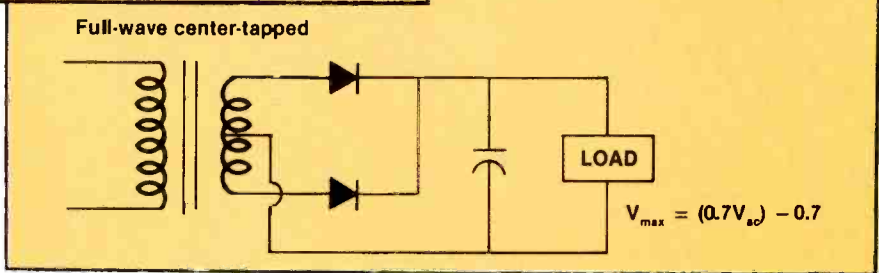 Full-wave center-tapped
LOAD
Vmax = (0.7Vac) − 0.7